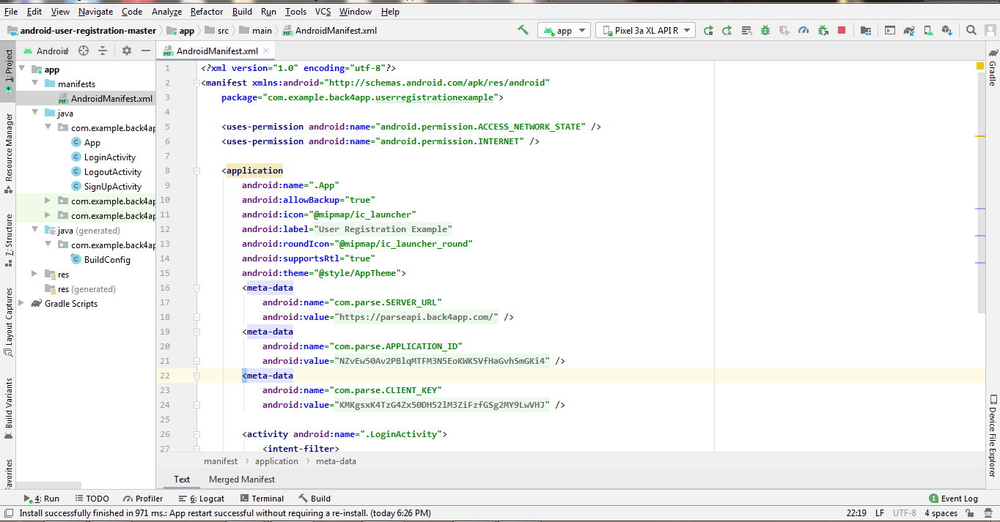 File Edit View Navigate Code Analyze Refactor Build Run Tools VCS Window Help
android-user-registration-master app src main AndroidManifest.xml app Pixel 3a XL API R
Android AndroidManifest.xml
1: Project
Resource Manager
Z: Structure
Layout Captures
Build Variants
app
manifests
AndroidManifest.xml
java
com.example.back4ap
App
LoginActivity
LogoutActivity
SignUpActivity
com.example.back4ap
com.example.back4ap
java (generated)
com.example.back4ap
BuildConfig
res
res (generated)
Gradle Scripts
1 <?xml version="1.0" encoding="utf-8"?>
2 <manifest xmlns:android="http://schemas.android.com/apk/res/android"
3 package="com.example.back4app.userregistrationexample">
4
5 <uses-permission android:name="android.permission.ACCESS_NETWORK_STATE" />
6 <uses-permission android:name="android.permission.INTERNET" />
7
8 <application
9 android:name=".App"
10 android:allowBackup="true"
11 android:icon="@mipmap/ic_launcher"
12 android:label="User Registration Example"
13 android:roundIcon="@mipmap/ic_launcher_round"
14 android:supportsRtl="true"
15 android:theme="@style/AppTheme">
16 <meta-data
17 android:name="com.parse.SERVER_URL"
18 android:value="https://parseapi.back4app.com/" />
19 <meta-data
20 android:name="com.parse.APPLICATION_ID"
21 android:value="NZvEw50Av2PBlqMTFM3N5EoKWKSVfHaGvhSmGKi4" />
22 <meta-data
23 android:name="com.parse.CLIENT_KEY"
24 android:value="KMKgsxK4TzG4Zx50DH52lM3ZiFzfGSg2MY9LwVHJ" />
25
26 <activity android:name=".LoginActivity">
27 <intent-filter>
manifest application meta-data
Text Merged Manifest
Gradle
Device File Explorer
4: Run TODO Profiler 6: Logcat Terminal Build 1 Event Log
Install successfully finished in 971 ms.: App restart successful without requiring a re-install. (today 6:26 PM) 22:19 LF UTF-8 4 spaces